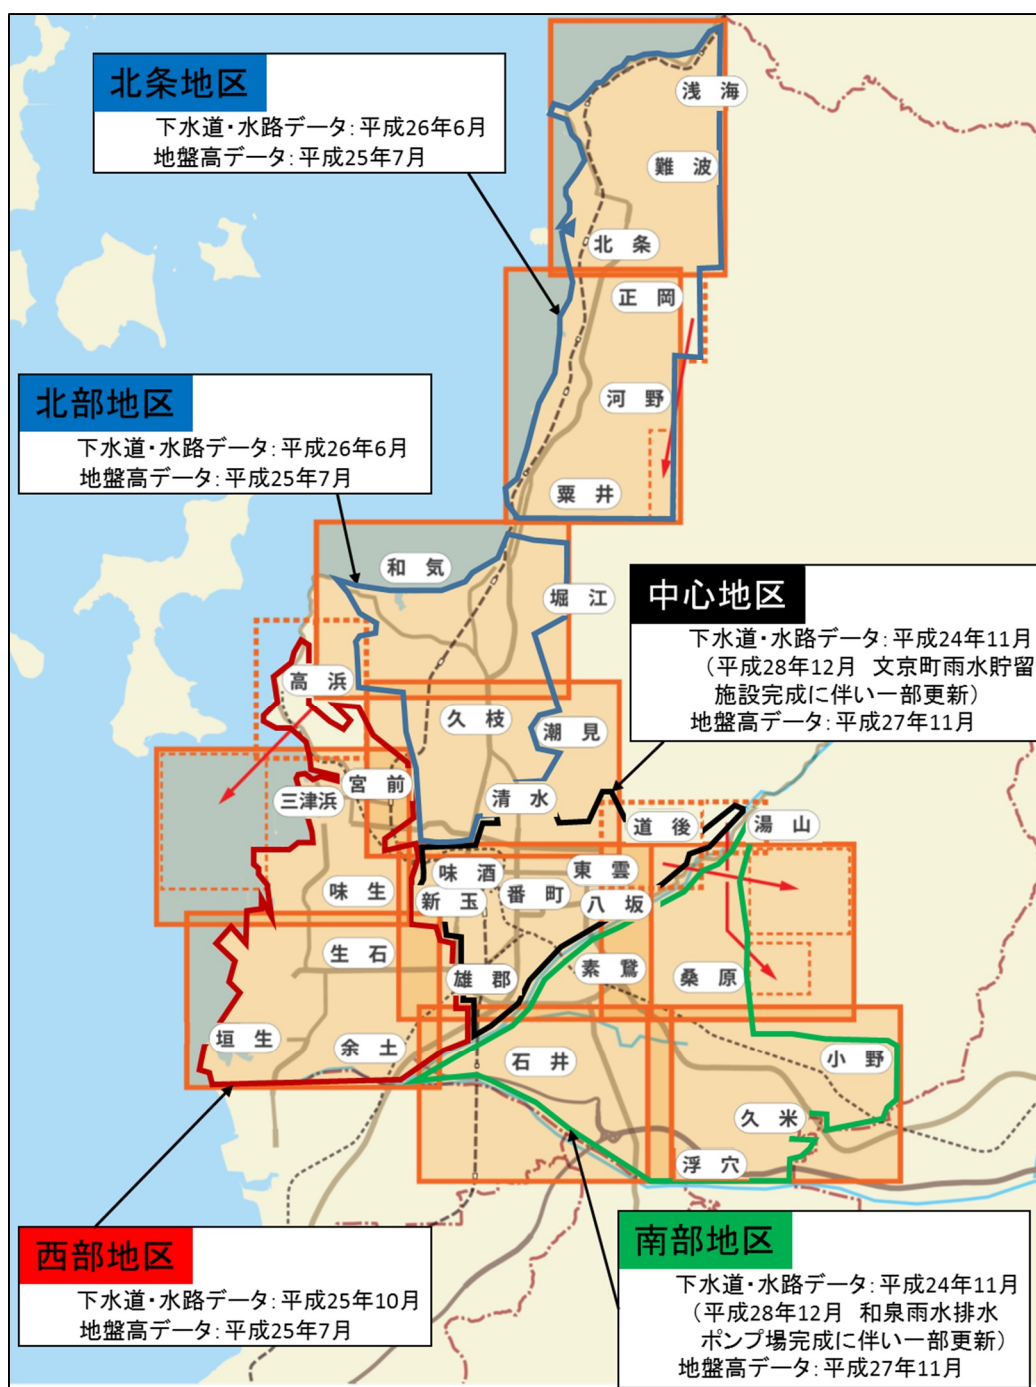 北条地区
下水道・水路データ：平成26年6月
地盤高データ：平成25年7月
浅海
難波
北条
正岡
河野
粟井
北部地区
下水道・水路データ：平成26年6月
地盤高データ：平成25年7月
和気
堀江
中心地区
下水道・水路データ：平成24年11月
（平成28年12月　文京町雨水貯留
施設完成に伴い一部更新）
地盤高データ：平成27年11月
高浜
久枝
潮見
宮前
三津浜
清水
道後
湯山
味酒
東雲
味生
新玉
番町
八坂
生石
雄郡
素鵞
桑原
垣生
余土
石井
小野
久米
浮穴
西部地区
下水道・水路データ：平成25年10月
地盤高データ：平成25年7月
南部地区
下水道・水路データ：平成24年11月
（平成28年12月　和泉雨水排水
ポンプ場完成に伴い一部更新）
地盤高データ：平成27年11月